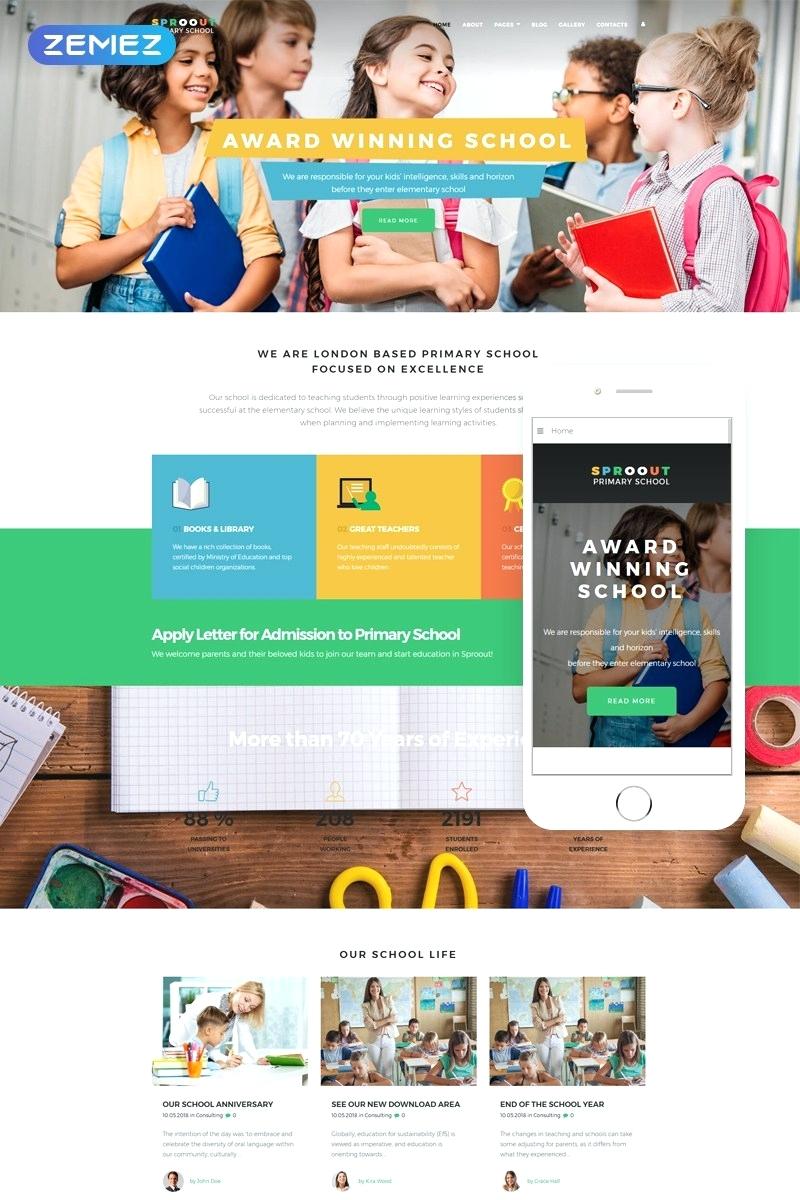 SPROOUT
PRIMARY SCHOOL
ZEMEZ
HOME ABOUT PAGES BLOG GALLERY CONTACTS
AWARD WINNING SCHOOL
We are responsible for your kids' intelligence, skills and horizon
before they enter elementary school
READ MORE
WE ARE LONDON BASED PRIMARY SCHOOL
FOCUSED ON EXCELLENCE
Our school is dedicated to teaching students through positive learning experiences
successful at the elementary school. We believe the unique learning styles of students
when planning and implementing learning activities.
01. BOOKS & LIBRARY
We have a rich collection of books,
certified by Ministry of Education and top
social children organizations.
02. GREAT TEACHERS
Our teaching staff undoubtedly consists of
highly experienced and talented teacher
who love children.
03. CE
Our sch
certific
teachin
Apply Letter for Admission to Primary School
We welcome parents and their beloved kids to join our team and start education in Sproout!
More than 70 Years of Experi
88 %
PASSING TO
UNIVERSITIES
208
PEOPLE
WORKING
2191
STUDENTS
ENROLLED
YEARS OF
EXPERIENCE
Home
SPROOUT
PRIMARY SCHOOL
AWARD
WINNING
SCHOOL
We are responsible for your kids' intelligence, skills
and horizon
before they enter elementary school
READ MORE
OUR SCHOOL LIFE
OUR SCHOOL ANNIVERSARY
10.05.2018 in Consulting 0
The intention of the day was 'to embrace and
celebrate the diversity of oral language within
our community, culturally...
by John Doe
SEE OUR NEW DOWNLOAD AREA
10.05.2018 in Consulting 0
Globally, education for sustainability (EfS) is
viewed as imperative, and education is
orienting towards...
by Kira Wood
END OF THE SCHOOL YEAR
10.05.2018 in Consulting 0
The changes in teaching and schools can take
some adjusting for parents, as it differs from
what they experienced...
by Grace Hall